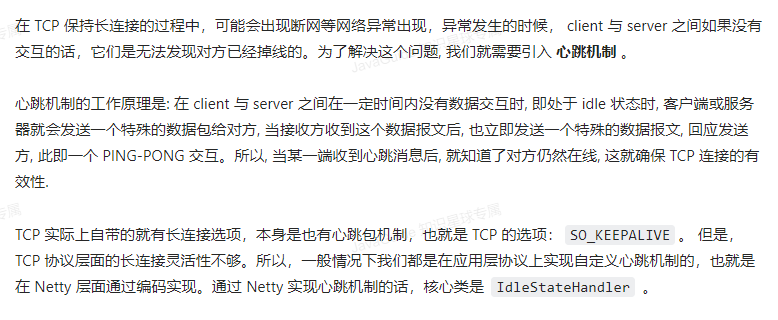 在 TCP 保持长连接的过程中，可能会出现断网等网络异常出现，异常发生的时候， client 与 server 之间如果没有
交互的话，它们是无法发现对方已经掉线的。为了解决这个问题, 我们就需要引入 心跳机制 。
心跳机制的工作原理是: 在 client 与 server 之间在一定时间内没有数据交互时, 即处于 idle 状态时, 客户端或服务
器就会发送一个特殊的数据包给对方, 当接收方收到这个数据报文后, 也立即发送一个特殊的数据报文, 回应发送
方, 此即一个 PING-PONG 交互。所以, 当某一端收到心跳消息后, 就知道了对方仍然在线, 这就确保 TCP 连接的有
效性.
TCP 实际上自带的就有长连接选项，本身是也有心跳包机制，也就是 TCP 的选项： SO_KEEPALIVE 。 但是，
TCP 协议层面的长连接灵活性不够。所以，一般情况下我们都是在应用层协议上实现自定义心跳机制的，也就是
在 Netty 层面通过编码实现。通过 Netty 实现心跳机制的话，核心类是 IdleStateHandler 。